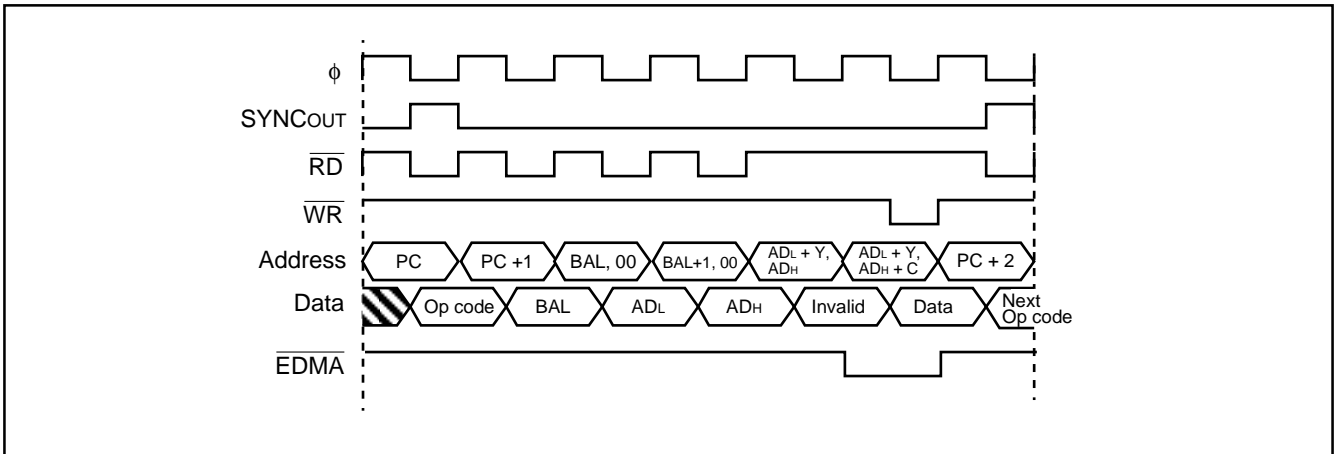 ϕ
SYNCOUT
RD
WR
Address PC PC +1 BAL, 00 BAL+1, 00 ADL + Y, ADL + Y, PC + 2
ADH ADH + C
Data Op code BAL ADL ADH Invalid Data Next
Op code
EDMA